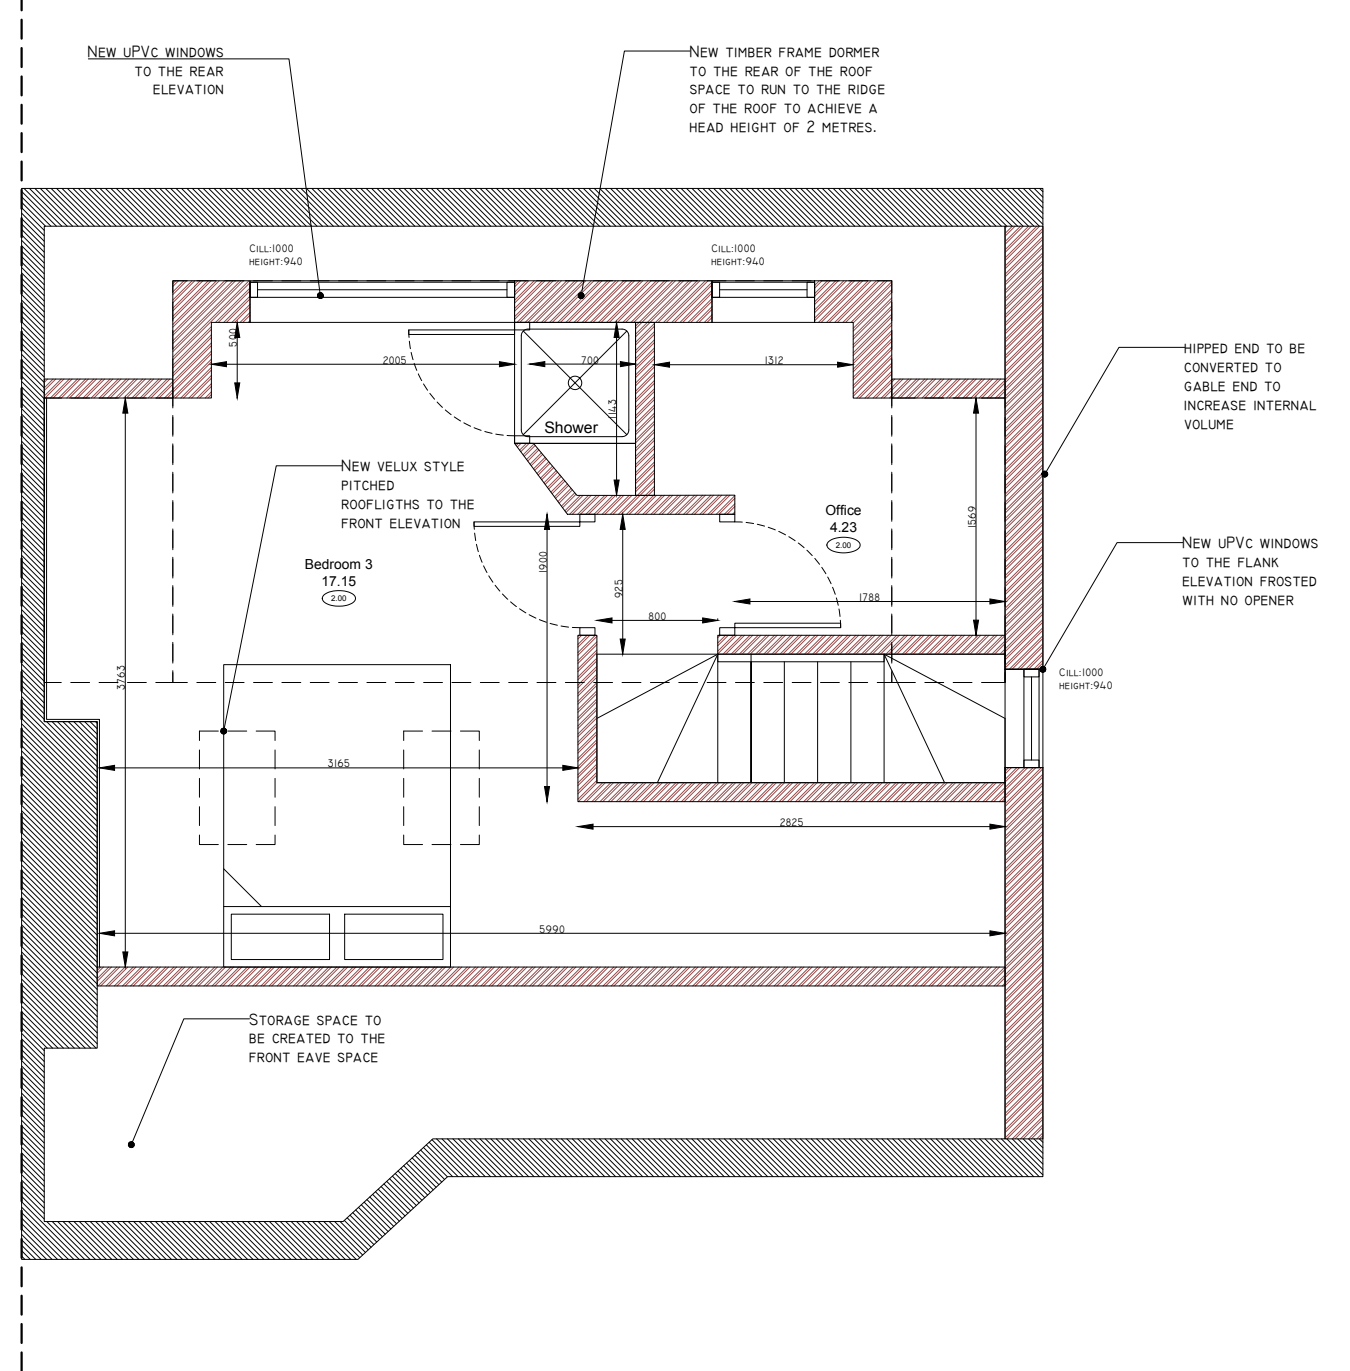 New uPVc windows
to the rear
elevation
New timber frame dormer
to the rear of the roof
space to run to the ridge
of the roof to achieve a
head height of 2 metres.
Cill:1000
height:940
Cill:1000
height:940
500
2005
700
1312
1143
Shower
hipped end to be
converted to
gable end to
increase internal
volume
New velux style
pitched
roofligths to the
front elevation
Office
4.23
2.00
1569
Bedroom 3
17.15
2.00
1900
925
800
1788
New uPVc windows
to the flank
elevation frosted
with no opener
Cill:1000
height:940
3763
3165
2825
5990
Storage space to
be created to the
front eave space